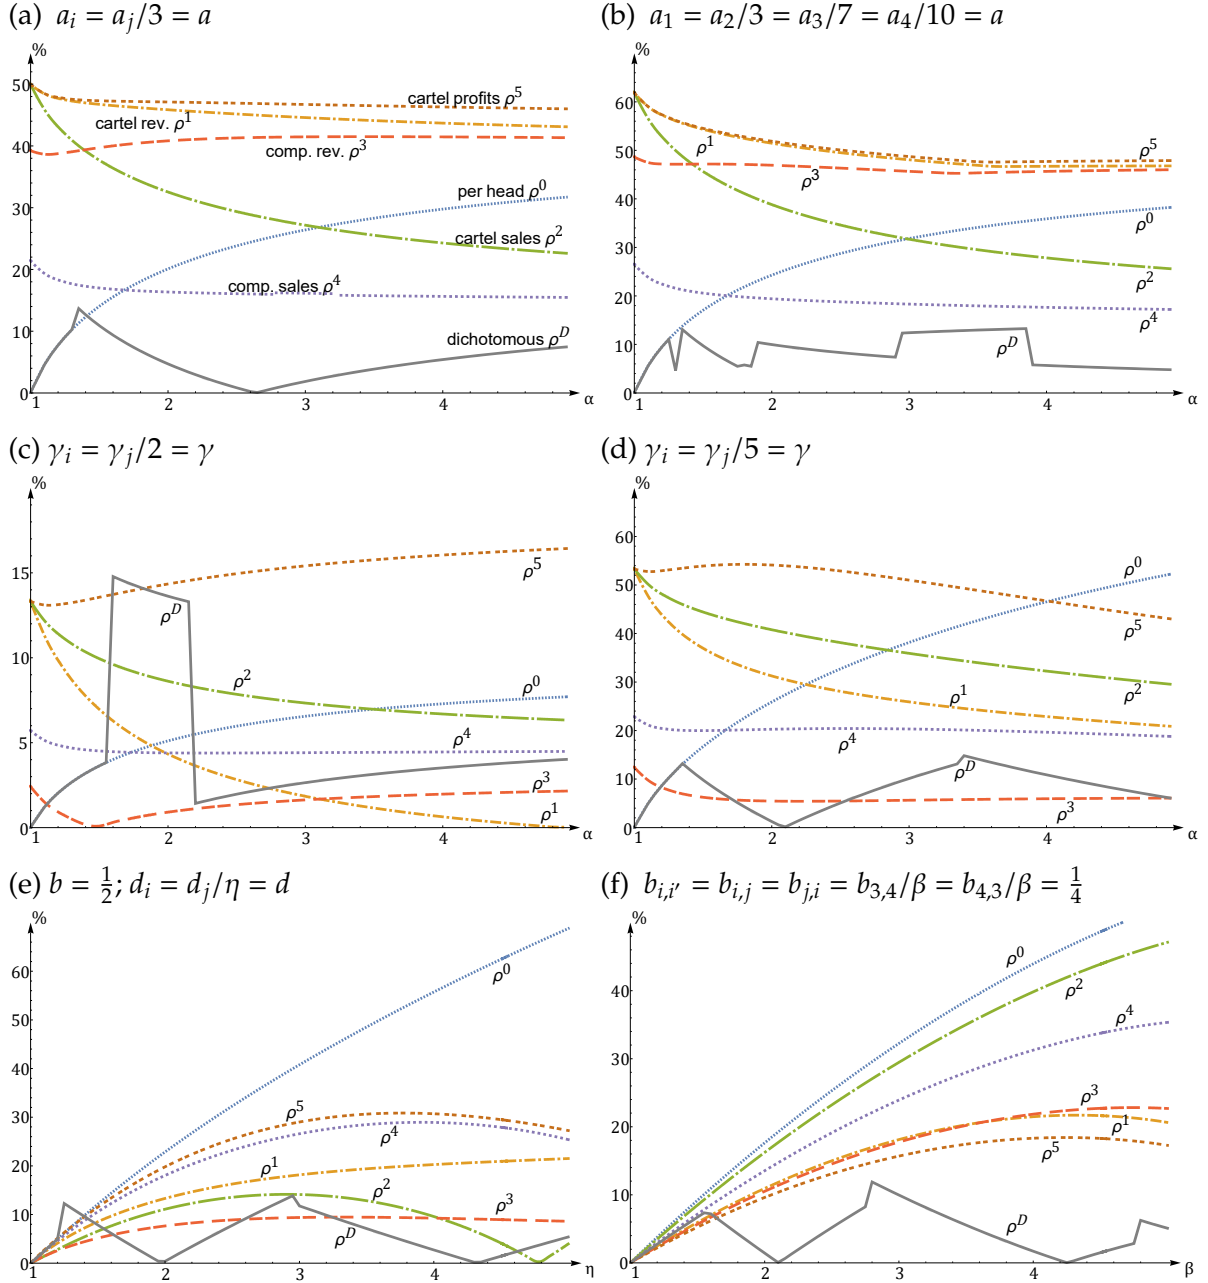 (a) a_i = a_j/3 = a
%
50
40
30
20
10
0
1
2
3
4
α
cartel profits ρ^5
cartel rev. ρ^1
comp. rev. ρ^3
per head ρ^0
cartel sales ρ^2
comp. sales ρ^4
dichotomous ρ^D
(b) a_1 = a_2/3 = a_3/7 = a_4/10 = a
%
60
50
40
30
20
10
0
1
2
3
4
α
ρ^5
ρ^1
ρ^3
ρ^0
ρ^2
ρ^4
ρ^D
(c) γ_i = γ_j/2 = γ
%
15
10
5
0
1
2
3
4
α
ρ^5
ρ^D
ρ^2
ρ^0
ρ^4
ρ^3
ρ^1
(d) γ_i = γ_j/5 = γ
%
60
50
40
30
20
10
0
1
2
3
4
α
ρ^0
ρ^5
ρ^2
ρ^1
ρ^4
ρ^D
ρ^3
(e) b = 1/2; d_i = d_j/η = d
%
60
50
40
30
20
10
0
1
2
3
4
η
ρ^0
ρ^5
ρ^4
ρ^1
ρ^2
ρ^3
ρ^D
(f) b_{i,i′} = b_{i,j} = b_{j,i} = b_{3,4}/β = b_{4,3}/β = 1/4
%
40
30
20
10
0
1
2
3
4
β
ρ^0
ρ^2
ρ^4
ρ^3
ρ^1
ρ^5
ρ^D